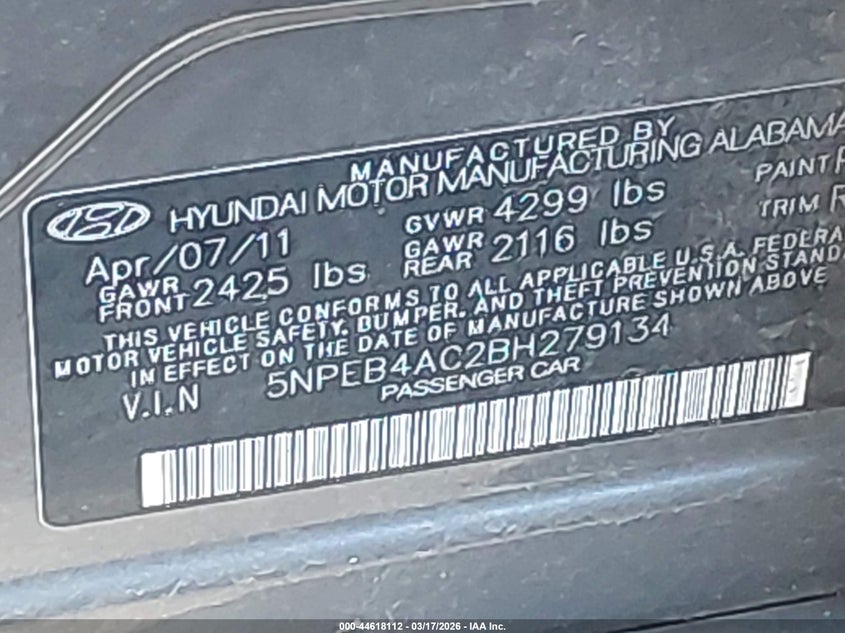 MANUFACTURED BY
HYUNDAI MOTOR MANUFACTURING ALABAMA
Apr/07/11 GVWR 4299 lbs PAINT
GAWR FRONT 2425 lbs GAWR REAR 2116 lbs TRIM
THIS VEHICLE CONFORMS TO ALL APPLICABLE U.S.A. FEDERA
MOTOR VEHICLE SAFETY, BUMPER, AND THEFT PREVENTION STAND
IN EFFECT ON THE DATE OF MANUFACTURE SHOWN ABOVE
V.I.N 5NPEB4AC2BH279134
PASSENGER CAR
000-44618112 - 03/17/2026 - IAA Inc.